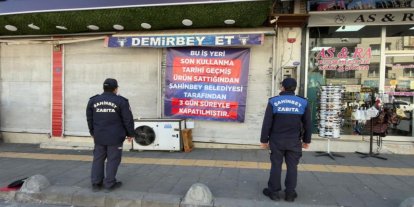 DEMİRBEY ET
AS & R
AS & R
BU İŞ YERİ
SON KULLANMA
TARİHİ GEÇMİŞ
ÜRÜN SATTIĞINDAN
ŞAHİNBEY BELEDİYESİ
TARAFINDAN
3 GÜN SÜREYLE
KAPATILMIŞTIR.
ŞAHİNBEY
ZABITA
ŞAHİNBEY
ZABITA